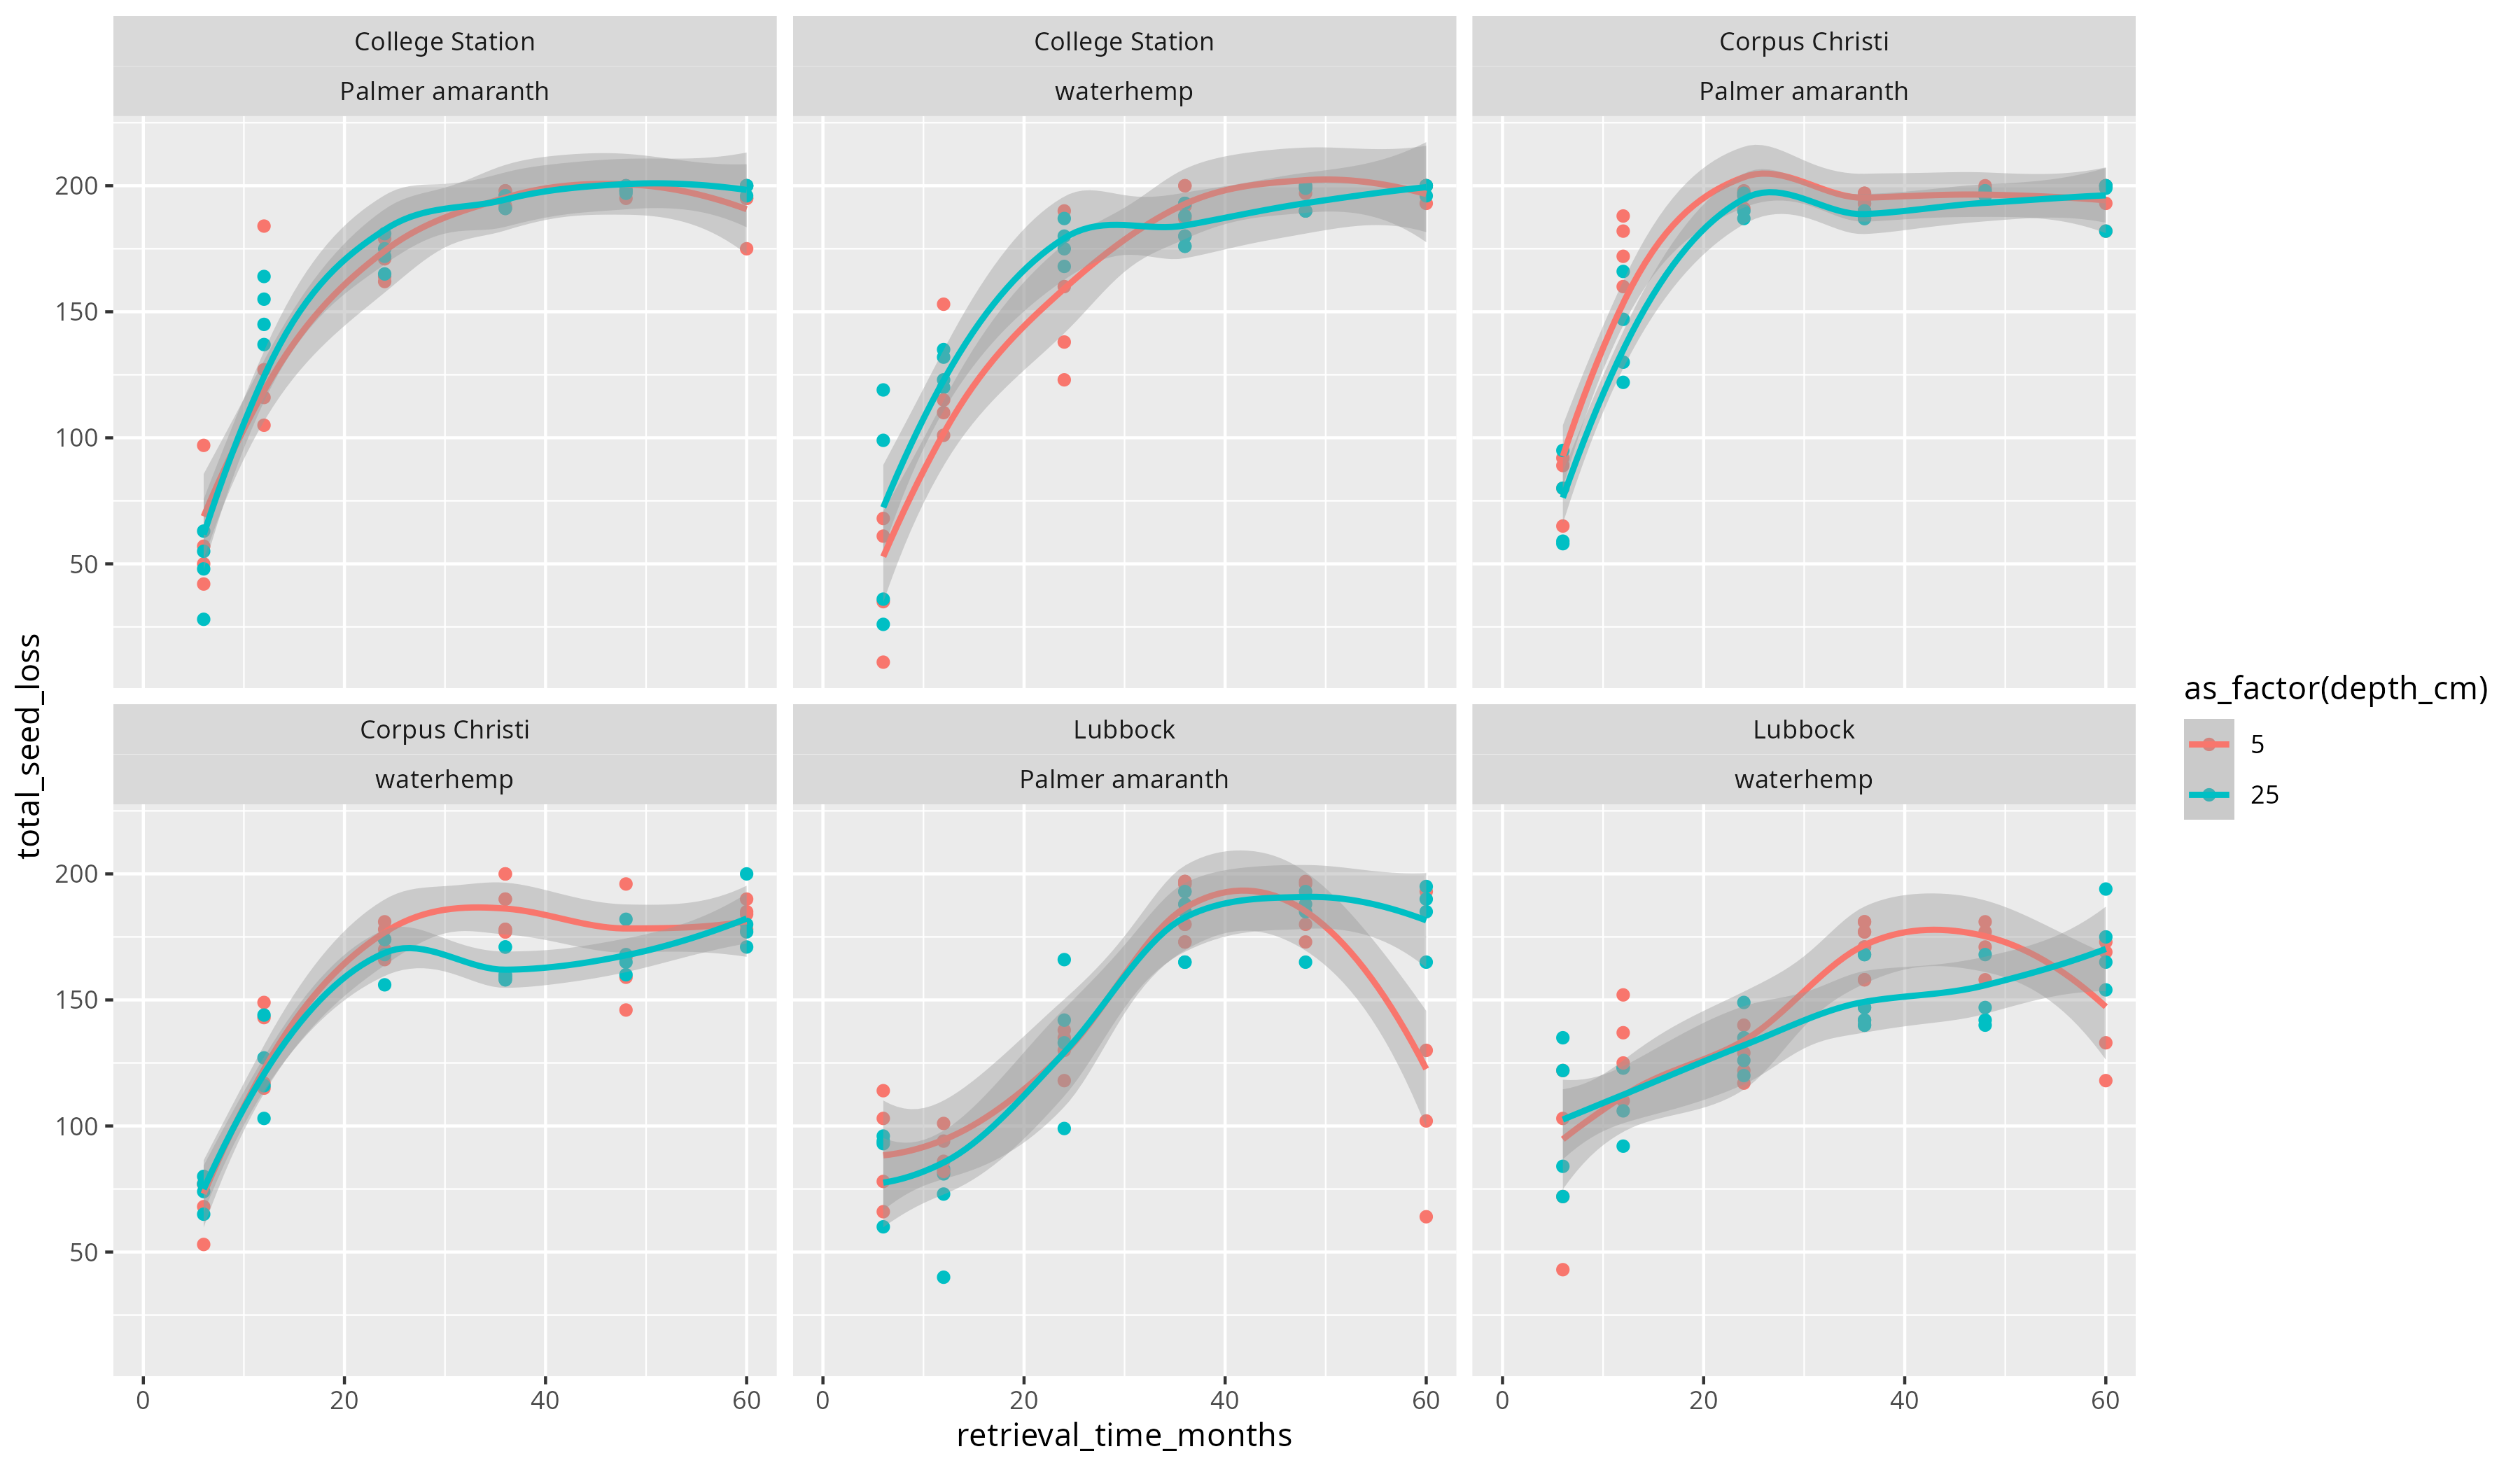 College Station
Palmer amaranth
College Station
waterhemp
Corpus Christi
Palmer amaranth
200
150
100
50
total_seed_loss
Corpus Christi
waterhemp
Lubbock
Palmer amaranth
Lubbock
waterhemp
200
150
100
50
0 20 40 60
0 20 40 60
0 20 40 60
retrieval_time_months
as_factor(depth_cm)
5
25